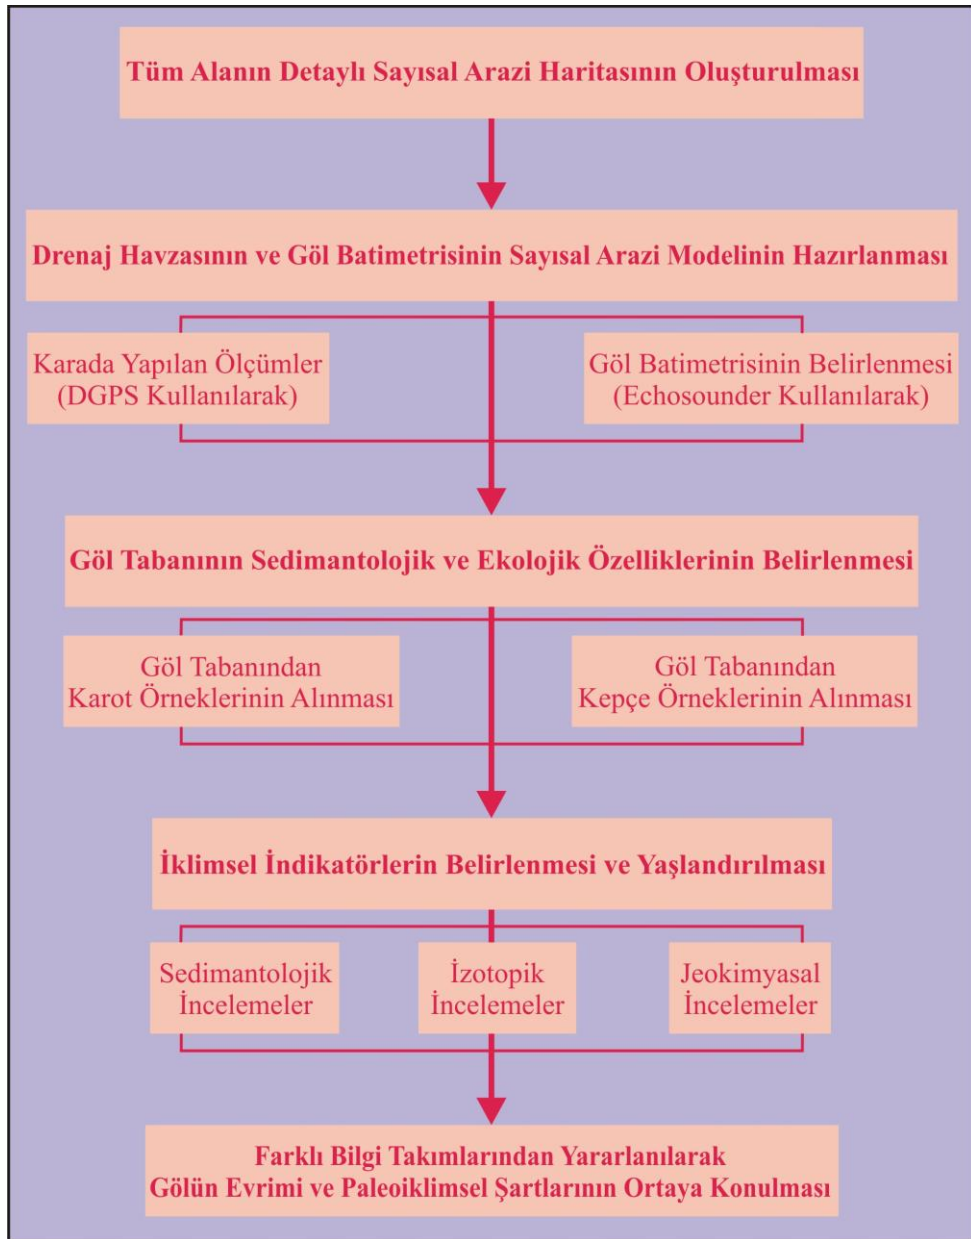 Tüm Alanın Detaylı Sayısal Arazi Haritasının Oluşturulması
Drenaj Havzasının ve Göl Batimetrisinin Sayısal Arazi Modelinin Hazırlanması
Karada Yapılan Ölçümler
(DGPS Kullanılarak)
Göl Batimetrisinin Belirlenmesi
(Echosounder Kullanılarak)
Göl Tabanının Sedimantolojik ve Ekolojik Özelliklerinin Belirlenmesi
Göl Tabanından
Karot Örneklerinin Alınması
Göl Tabanından
Kepçe Örneklerinin Alınması
İklimsel İndikatörlerin Belirlenmesi ve Yaşlandırılması
Sedimantolojik
İncelemeler
İzotopik
İncelemeler
Jeokimyasal
İncelemeler
Farklı Bilgi Takımlarından Yararlanılarak
Gölün Evrimi ve Paleoiklimsel Şartlarının Ortaya Konulması